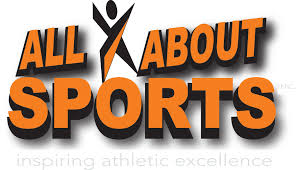 ALL ABOUT
SPORTS INC.
inspiring athletic excellence